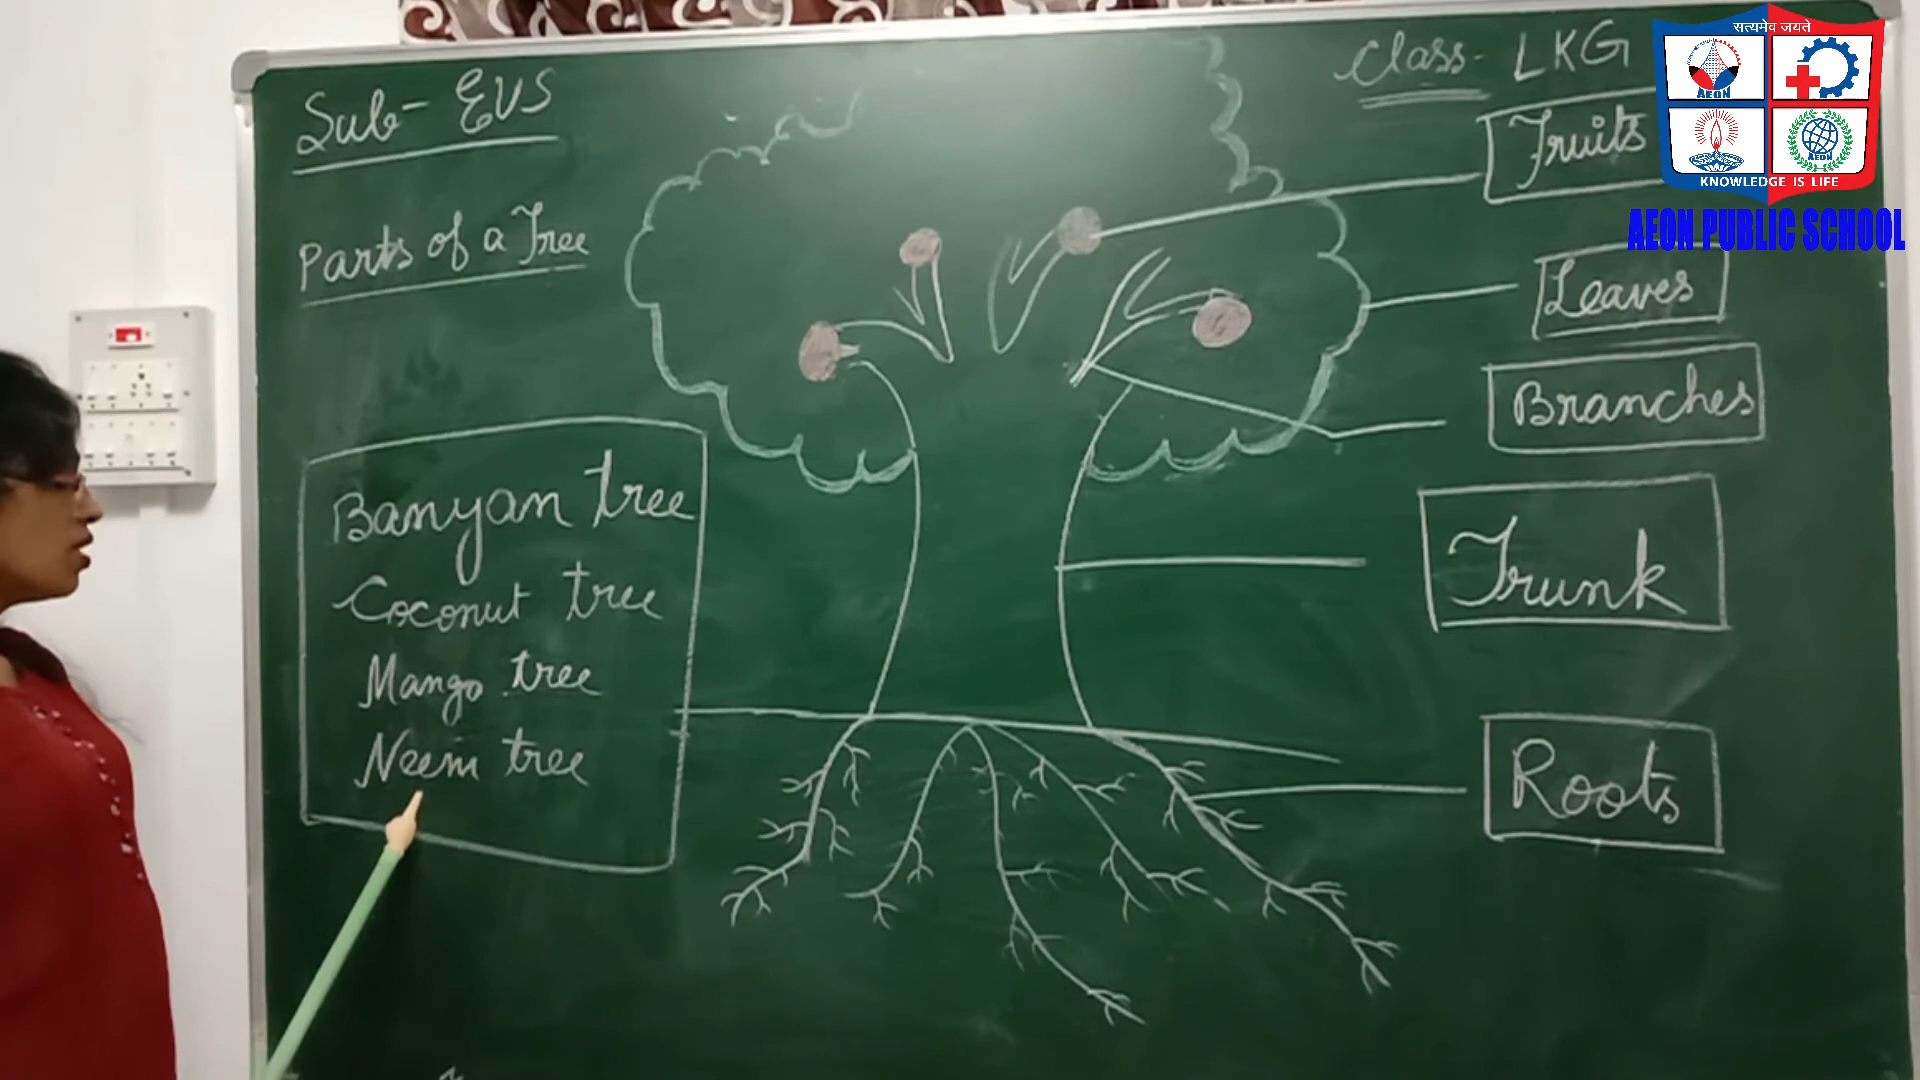 Sub- EVS
Class- LKG
Parts of a Tree
Fruits
Leaves
Branches
Trunk
Roots
Banyan tree
Coconut tree
Mango tree
Neem tree
सत्यमेव जयते
AEON
AEON
KNOWLEDGE IS LIFE
AEON PUBLIC SCHOOL